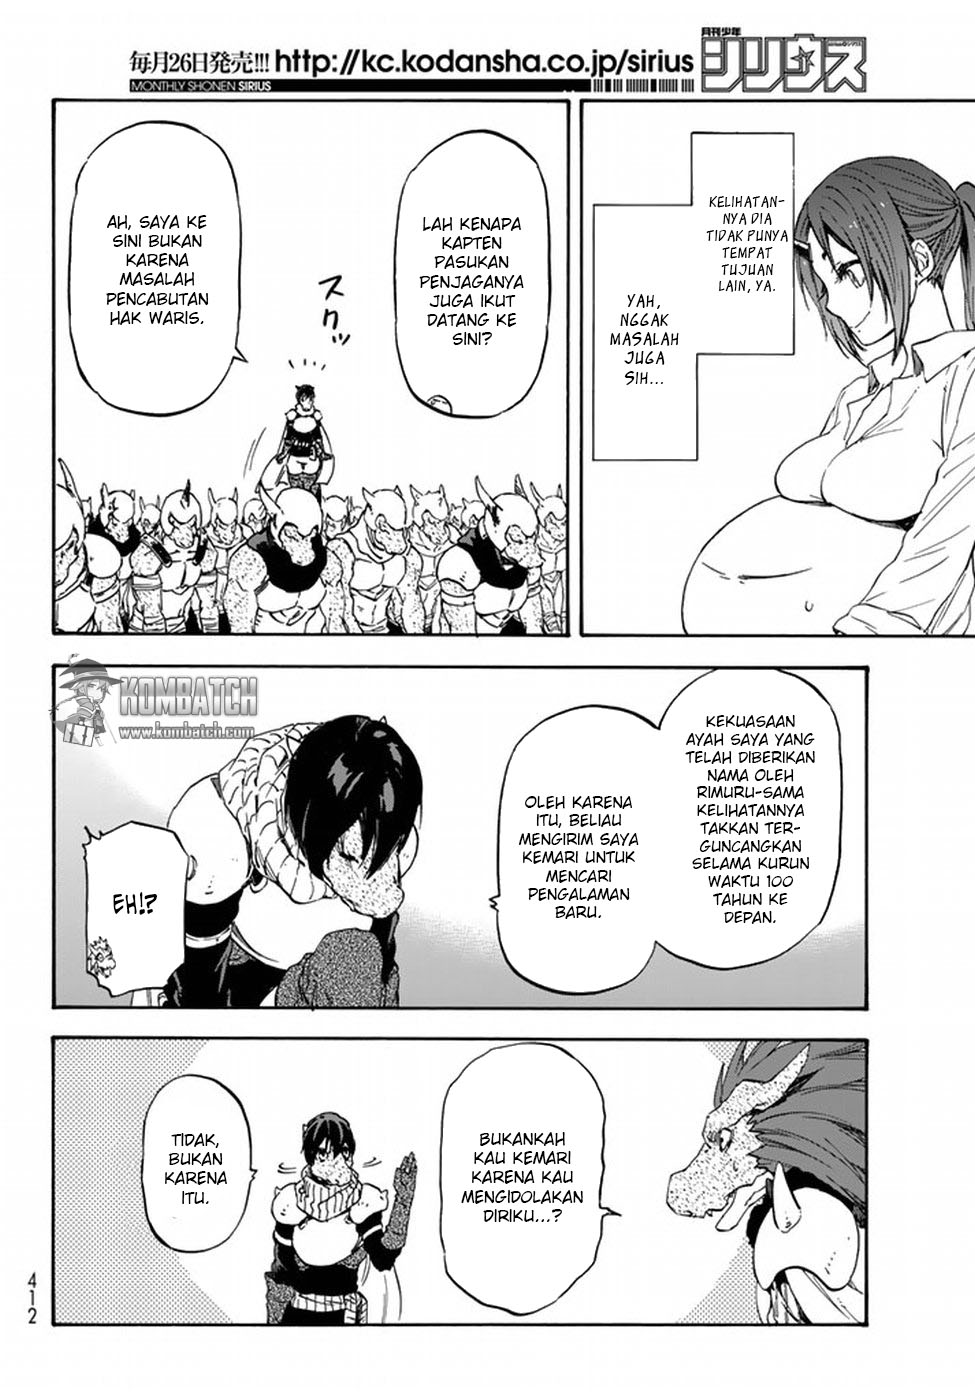 毎月26日発売!!! http://kc.kodansha.co.jp/sirius
MONTHLY SHONEN SIRIUS
月刊少年
シリウス
KELIHATAN-
NYA DIA
TIDAK PUNYA
TEMPAT
TUJUAN
LAIN, YA.
YAH,
NGGAK
MASALAH
JUGA
SIH...
LAH KENAPA
KAPTEN
PASUKAN
PENJAGANYA
JUGA IKUT
DATANG KE
SINI?
スクッ
AH, SAYA KE
SINI BUKAN
KARENA
MASALAH
PENCABUTAN
HAK WARIS.
KOMBATCH
www.kombatch.com
KEKUASAAN
AYAH SAYA YANG
TELAH DIBERIKAN
NAMA OLEH
RIMURU-SAMA
KELIHATANNYA
TAKKAN TER-
GUNCANGKAN
SELAMA KURUN
WAKTU 100
TAHUN KE
DEPAN.
OLEH KARENA
ITU, BELIAU
MENGIRIM SAYA
KEMARI UNTUK
MENCARI
PENGALAMAN
BARU.
EH!?
BUKANKAH
KAU KEMARI
KARENA KAU
MENGIDOLAKAN
DIRIKU...?
TIDAK,
BUKAN
KARENA
ITU.
412